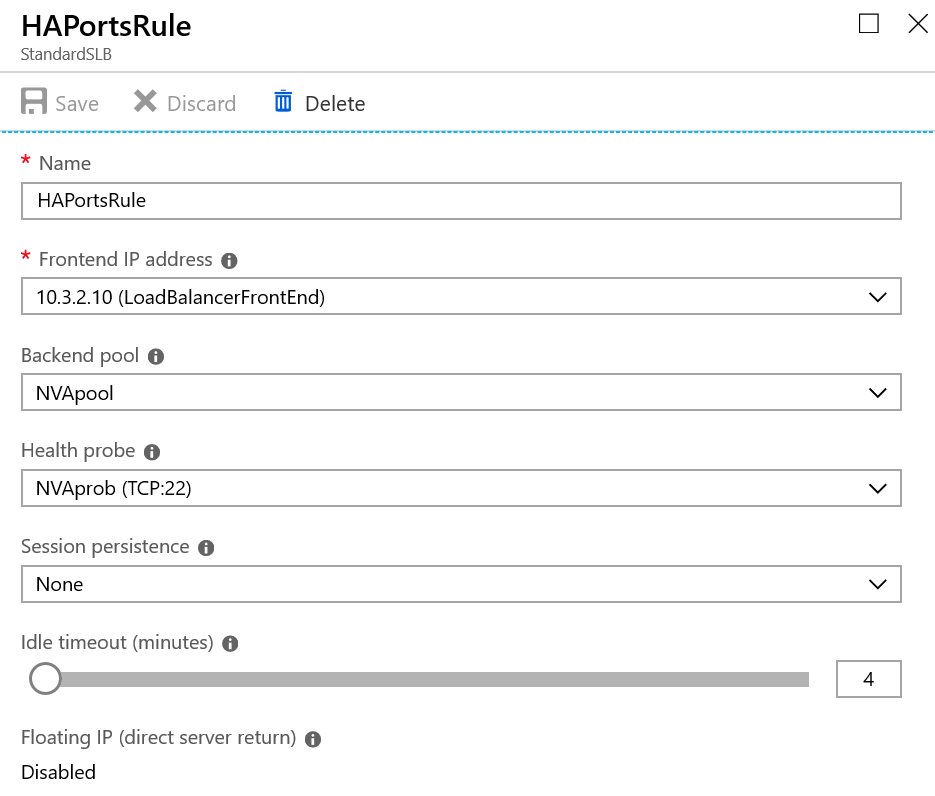 HAPortsRule
StandardSLB
Save Discard Delete
* Name
HAPortsRule
* Frontend IP address
10.3.2.10 (LoadBalancerFrontEnd)
Backend pool
NVApool
Health probe
NVAprob (TCP:22)
Session persistence
None
Idle timeout (minutes)
4
Floating IP (direct server return)
Disabled